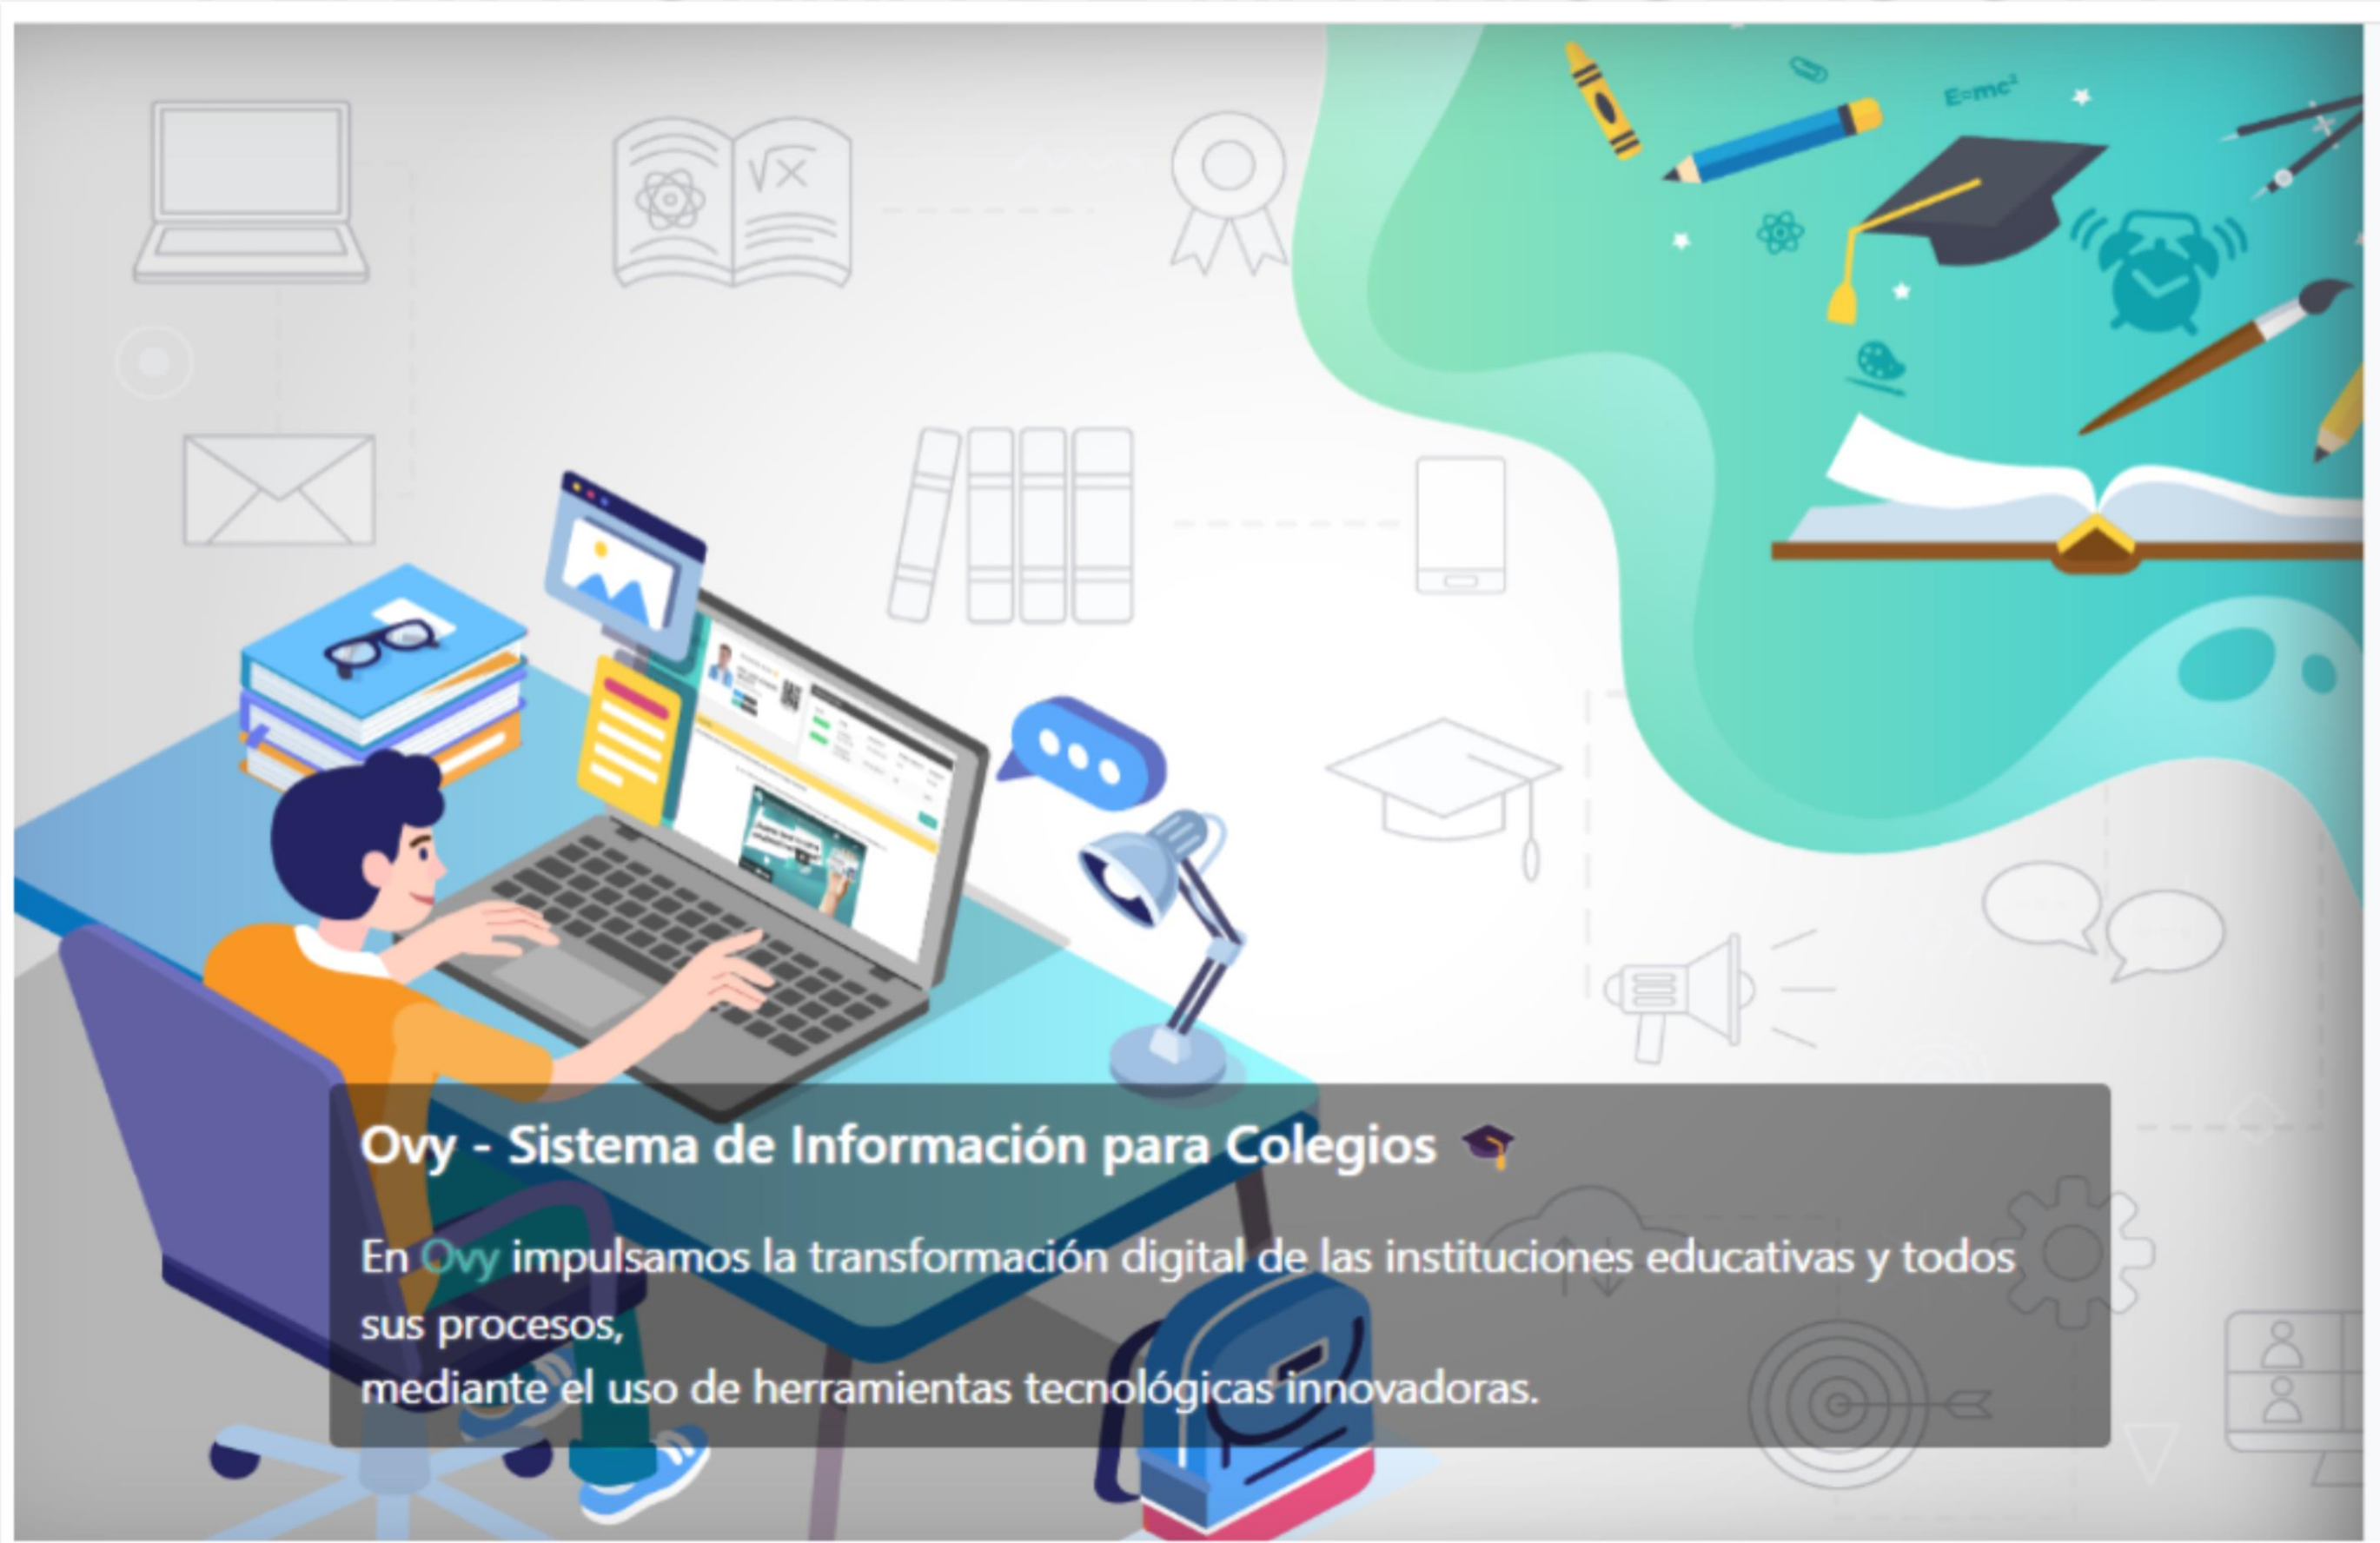 E=mc²
√x
Ovy - Sistema de Información para Colegios 🎓
En Ovy impulsamos la transformación digital de las instituciones educativas y todos
sus procesos,
mediante el uso de herramientas tecnológicas innovadoras.